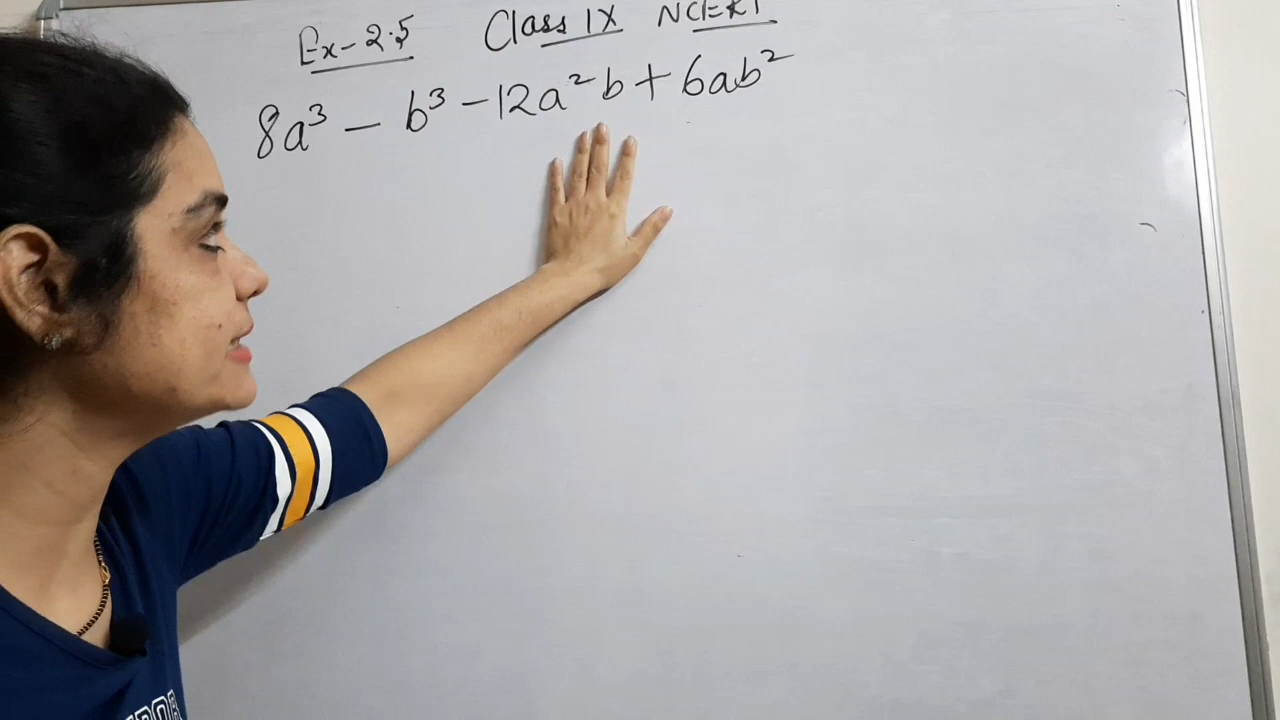 Ex-2.5 Class IX NCERT
8a³ - b³ - 12a²b + 6ab²